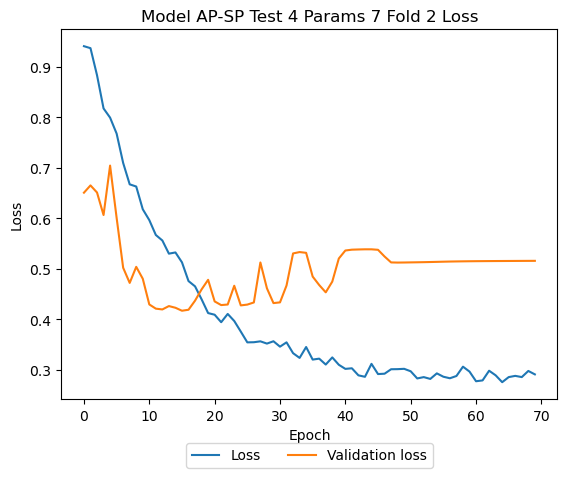 Model AP-SP Test 4 Params 7 Fold 2 Loss
Loss
0.9
0.8
0.7
0.6
0.5
0.4
0.3
0 10 20 30 40 50 60 70
Epoch
Loss Validation loss